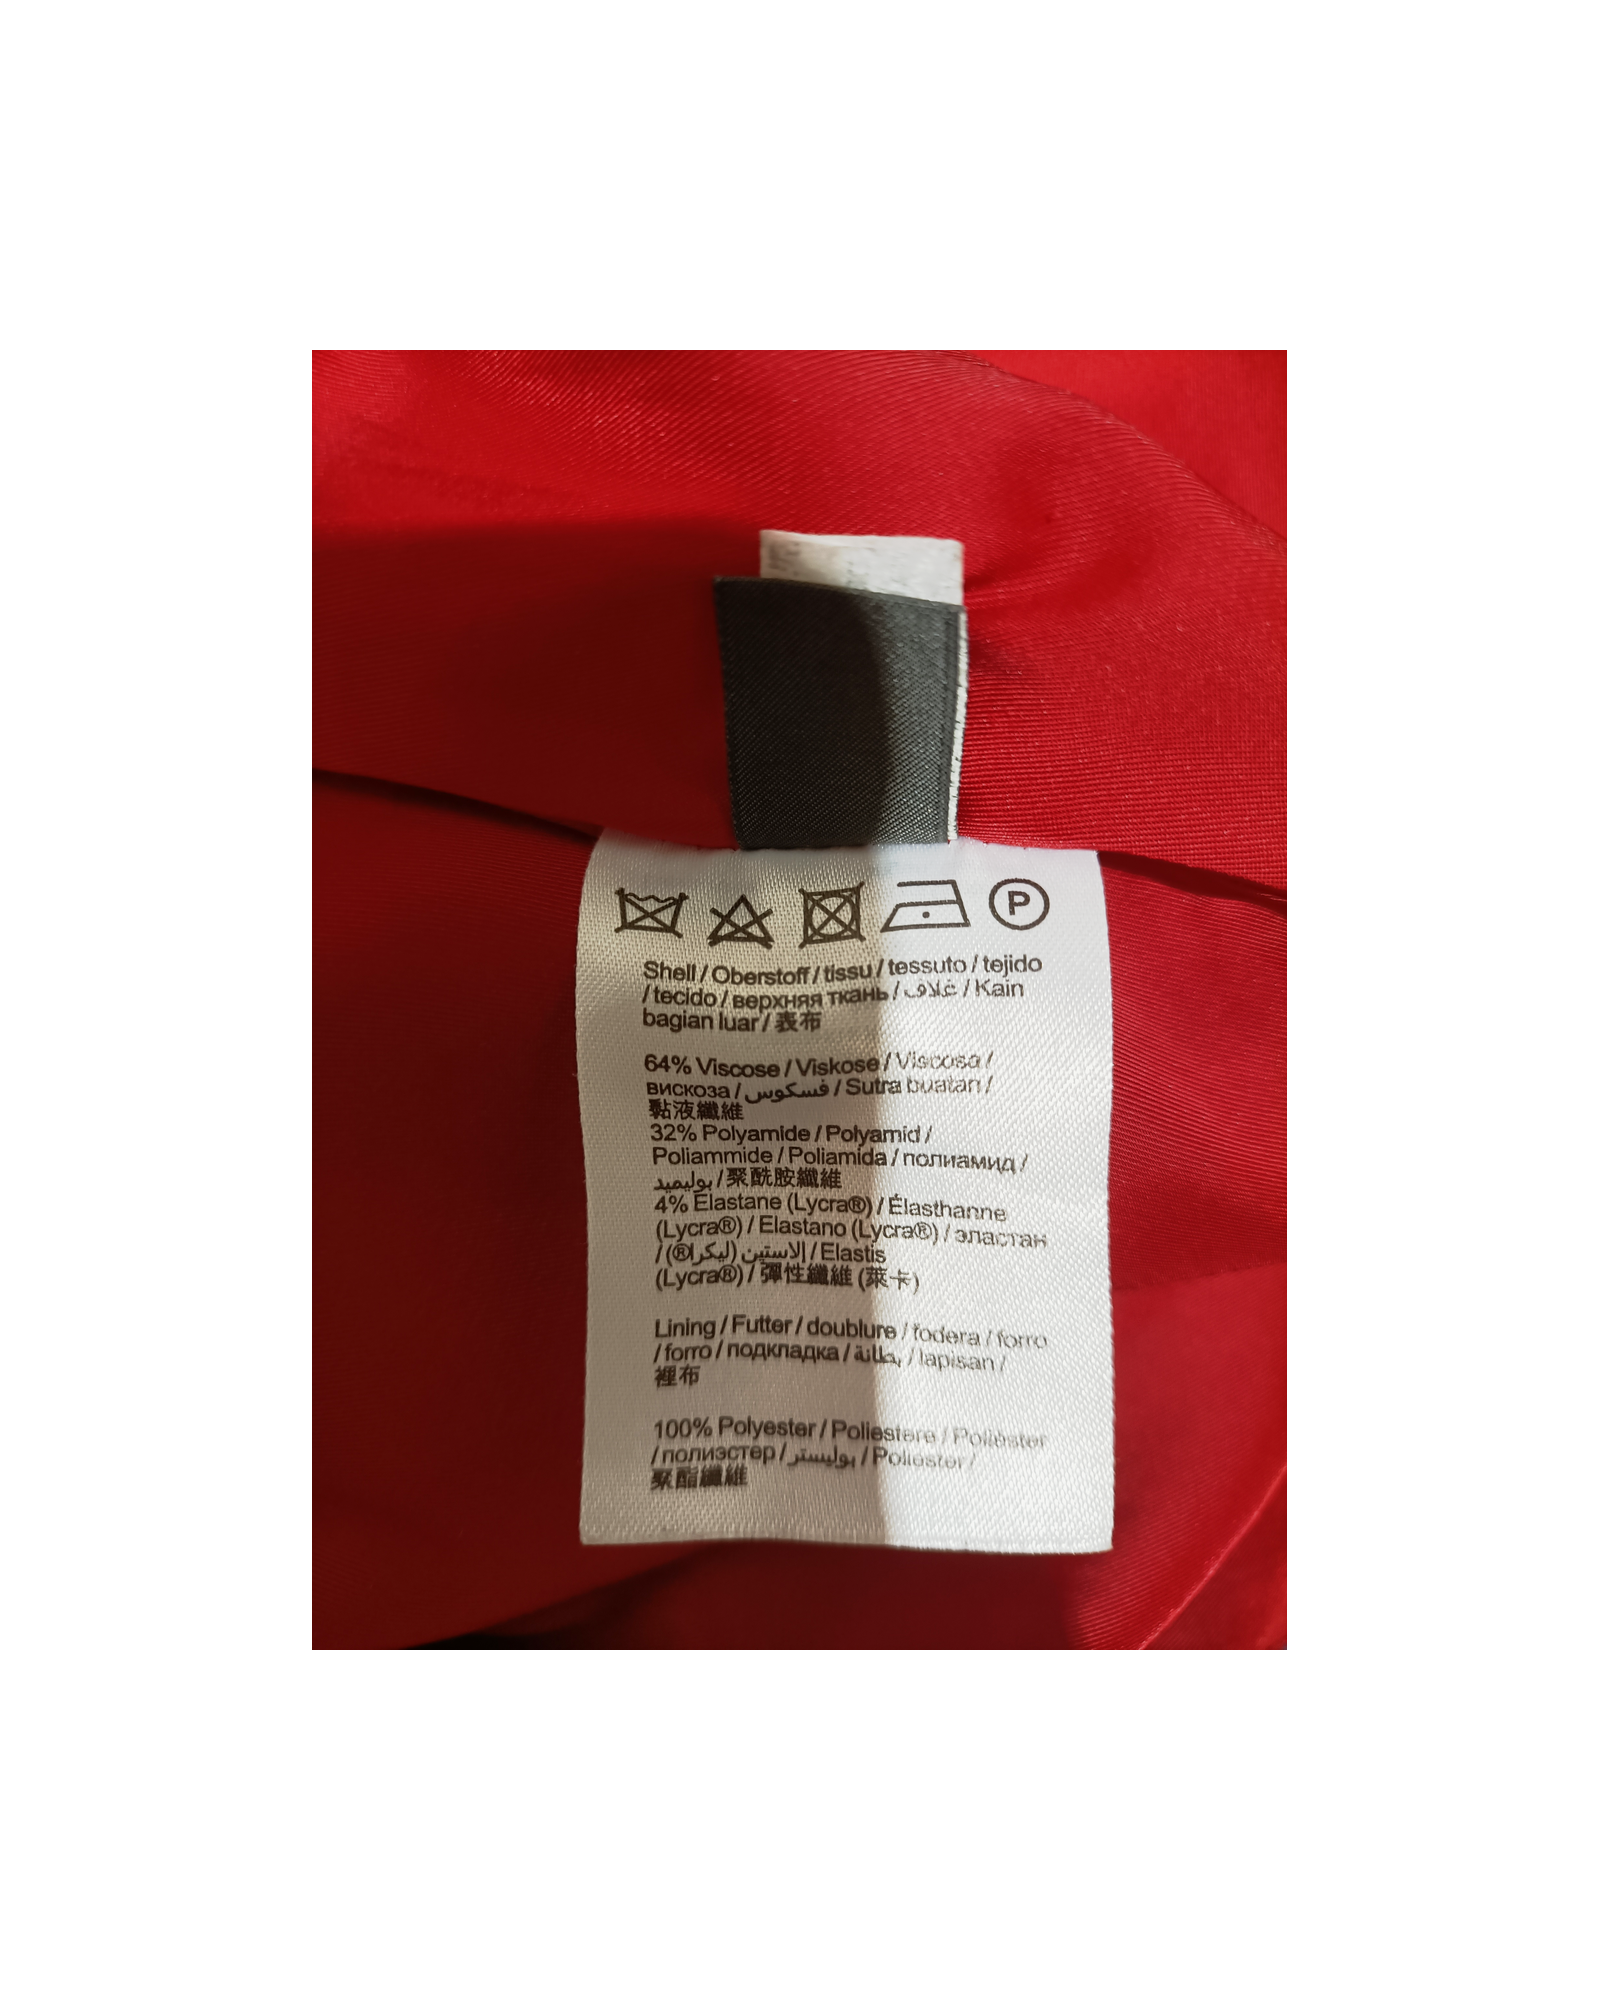 P
Shell / Oberstoff / tissu / tessuto / tejido
/ tecido / верхняя ткань / غلاف / Kain
bagian luar / 表布
64% Viscose / Viskose / Viscosa /
вискоза / فسكوس / Sutra buatan /
黏液纖維
32% Polyamide / Polyamid /
Poliammide / Poliamida / полиамид /
بوليميد / 聚酰胺纖維
4% Elastane (Lycra®) / Élasthanne
(Lycra®) / Elastano (Lycra®) / эластан
/ إلاستين (ليكرا®) / Elastis
(Lycra®) / 彈性纖維 (萊卡)
Lining / Futter / doublure / fodera / forro
/ forro / подкладка / بطانة / lapisan /
裡布
100% Polyester / Poliestere / Poliéster
/ полиэстер / بوليستر / Poliester /
聚酯纖維